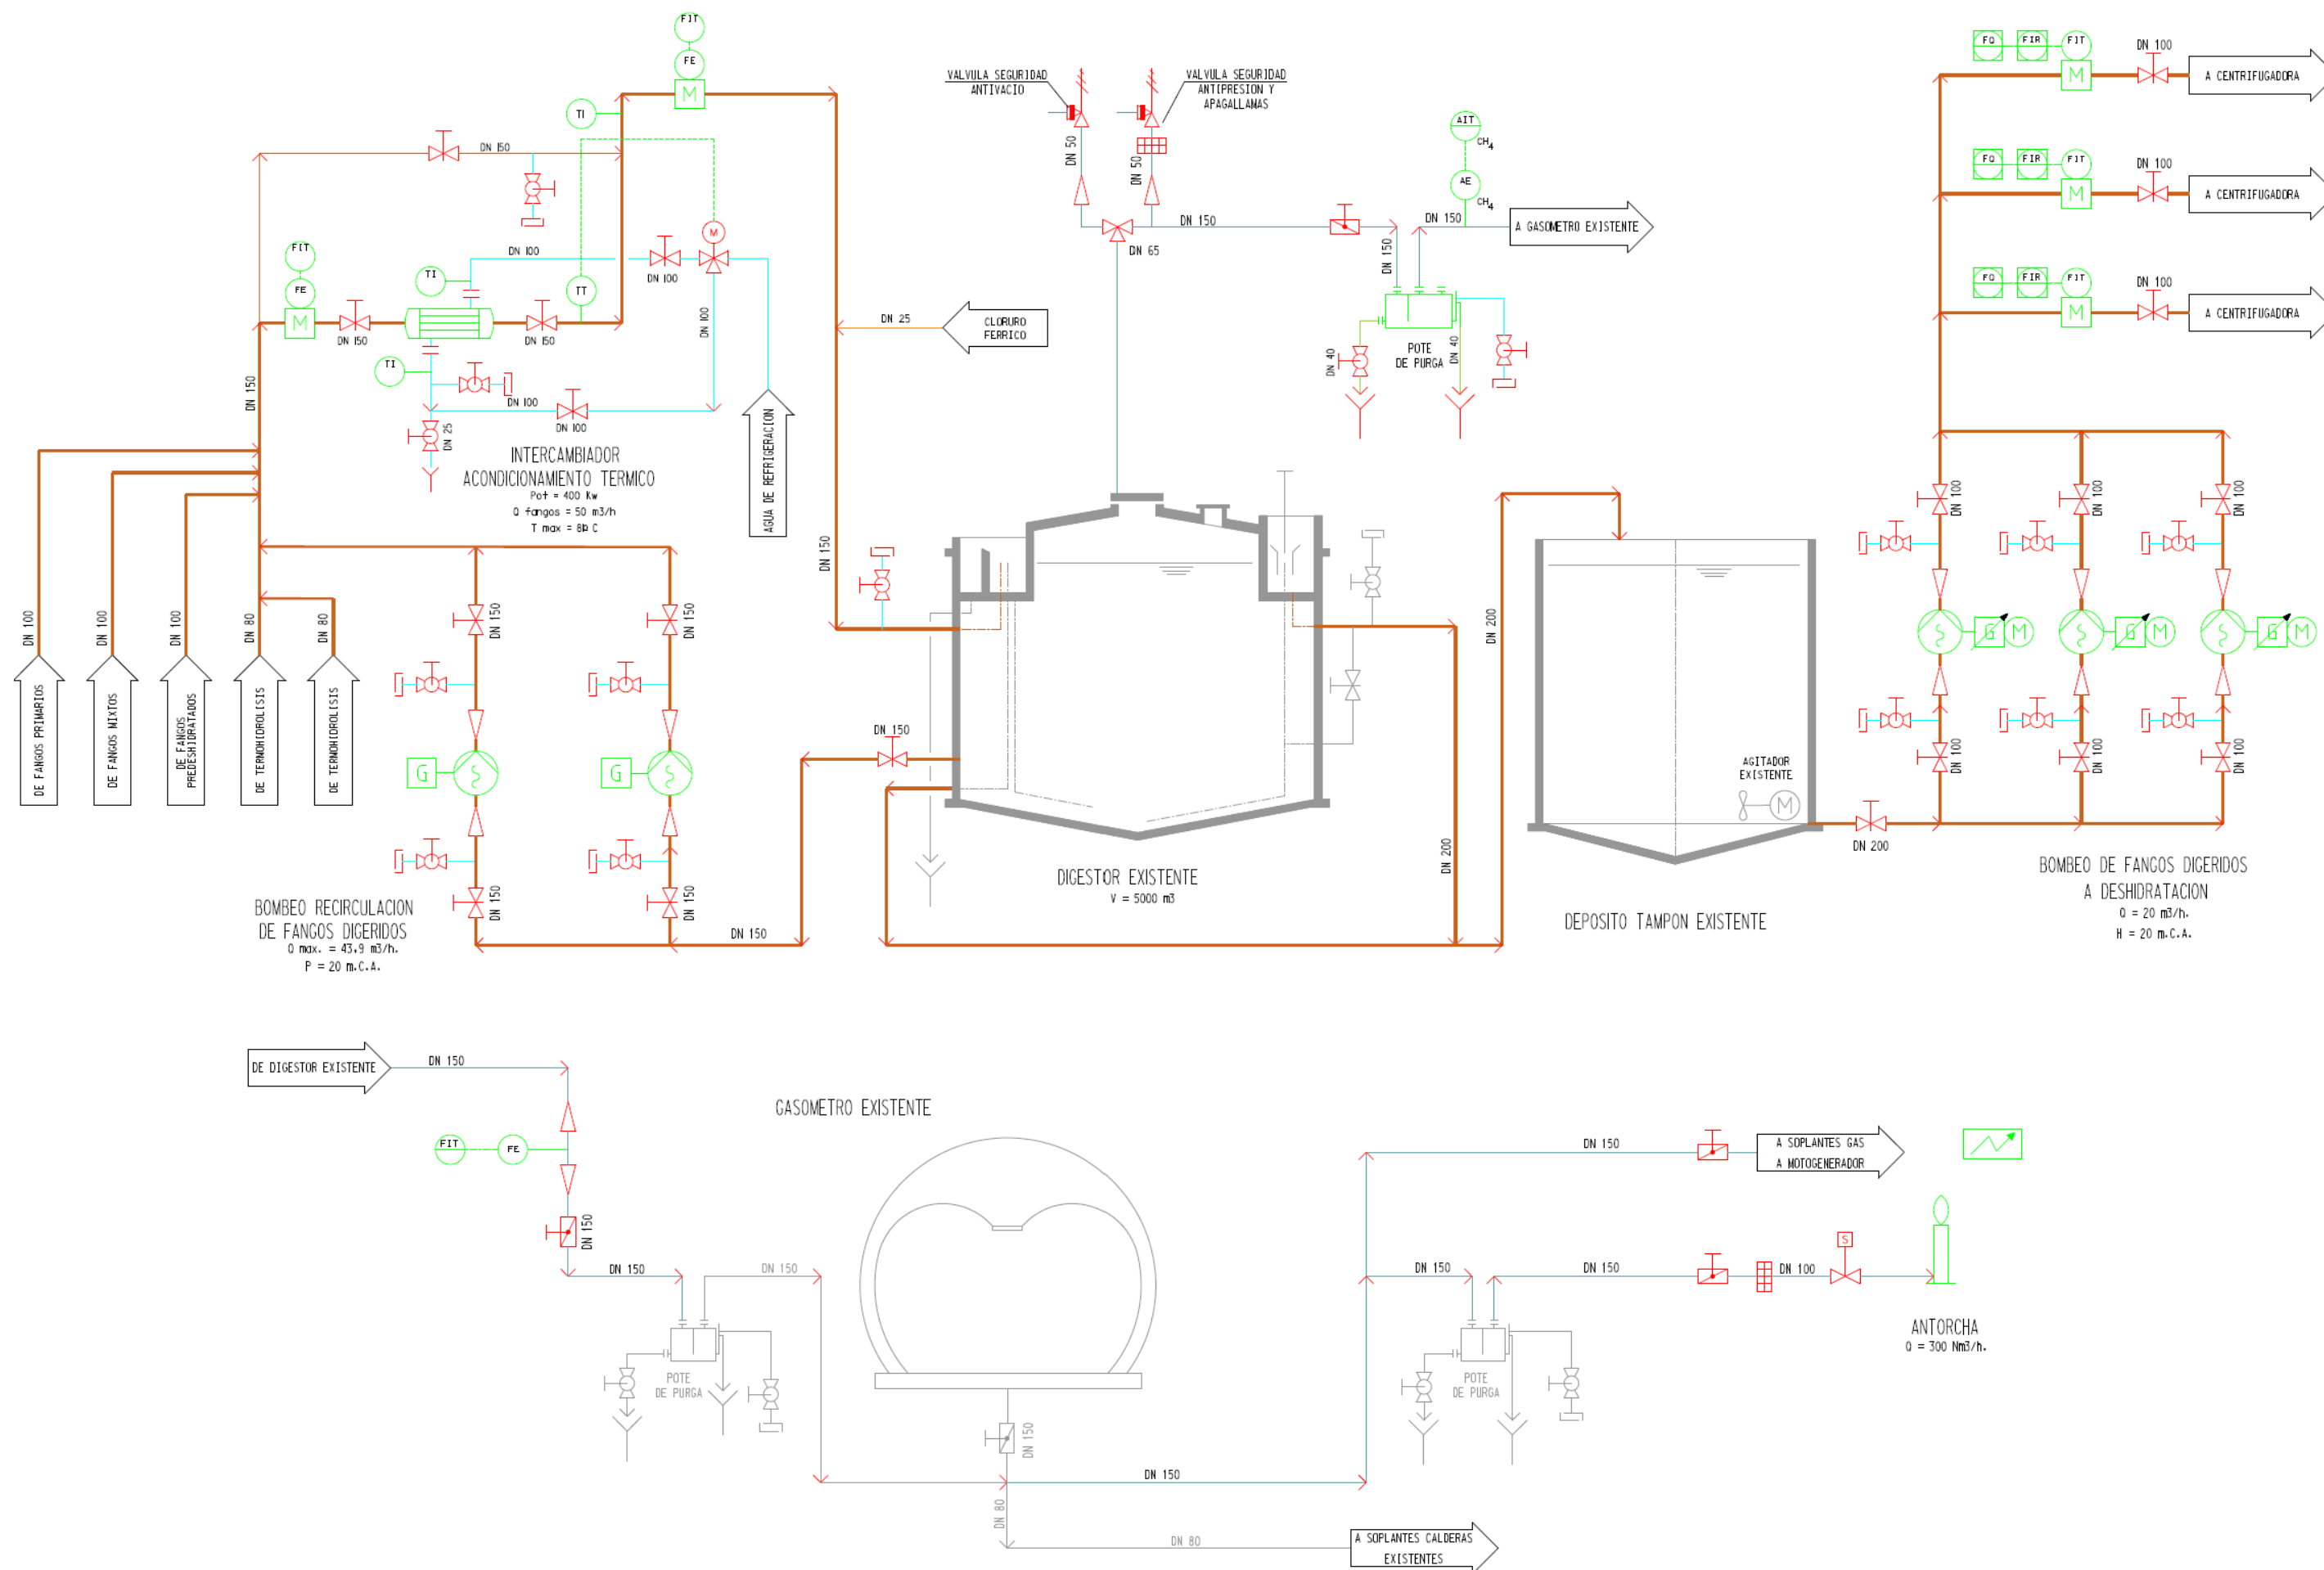 FIT
FE
M
TI
DN 150
FIT
FE
M
DN 150
TI
DN 100
DN 150
TT
M
DN 100
DN 100
TI
DN 100
DN 100
DN 25
DN 150
INTERCAMBIADOR
ACONDICIONAMIENTO TERMICO
Pot = 400 Kw
Q fangos = 50 m3/h
AGUA DE REFRIGERACION
DN 150
DN 25
CLORURO
FERRICO
VALVULA SEGURIDAD
ANTIVACIO
VALVULA SEGURIDAD
ANTIPRESION Y
APAGALLAMAS
DN 50
DN 50
DN 65
DN 150
AIT
CH4
AE
CH4
DN 150
DN 150
A GASOMETRO EXISTENTE
POTE
DE PURGA
DN 40
DN 40
FQ
FIR
FIT
M
DN 100
A CENTRIFUGADORA
FQ
FIR
FIT
M
DN 100
A CENTRIFUGADORA
FQ
FIR
FIT
M
DN 100
A CENTRIFUGADORA
DN 100
DE FANGOS PRIMARIOS
DN 100
DE FANGOS MIXTOS
DN 100
DE FANGOS
PREDESHIDRATADOS
DN 80
DE TERMOHIDROLISIS
DN 80
DE TERMOHIDROLISIS
DN 150
DN 150
G
G
DN 150
DN 150
DN 150
BOMBEO RECIRCULACION
DE FANGOS DIGERIDOS
Q max. = 43,9 m3/h.
P = 20 m.C.A.
DN 150
DIGESTOR EXISTENTE
V = 5000 m3
DN 200
DN 200
AGITADOR
EXISTENTE
M
DEPOSITO TAMPON EXISTENTE
DN 200
DN 100
DN 100
DN 100
G
M
G
M
G
M
DN 100
DN 100
DN 100
BOMBEO DE FANGOS DIGERIDOS
A DESHIDRATACION
Q = 20 m3/h.
H = 20 m.C.A.
DE DIGESTOR EXISTENTE
DN 150
FIT
FE
DN 150
DN 150
DN 150
POTE
DE PURGA
GASOMETRO EXISTENTE
DN 150
DN 150
DN 80
DN 80
A SOPLANTES CALDERAS
EXISTENTES
DN 150
A SOPLANTES GAS
A MOTOGENERADOR
DN 150
DN 150
DN 100
S
POTE
DE PURGA
ANTORCHA
Q = 300 Nm3/h.